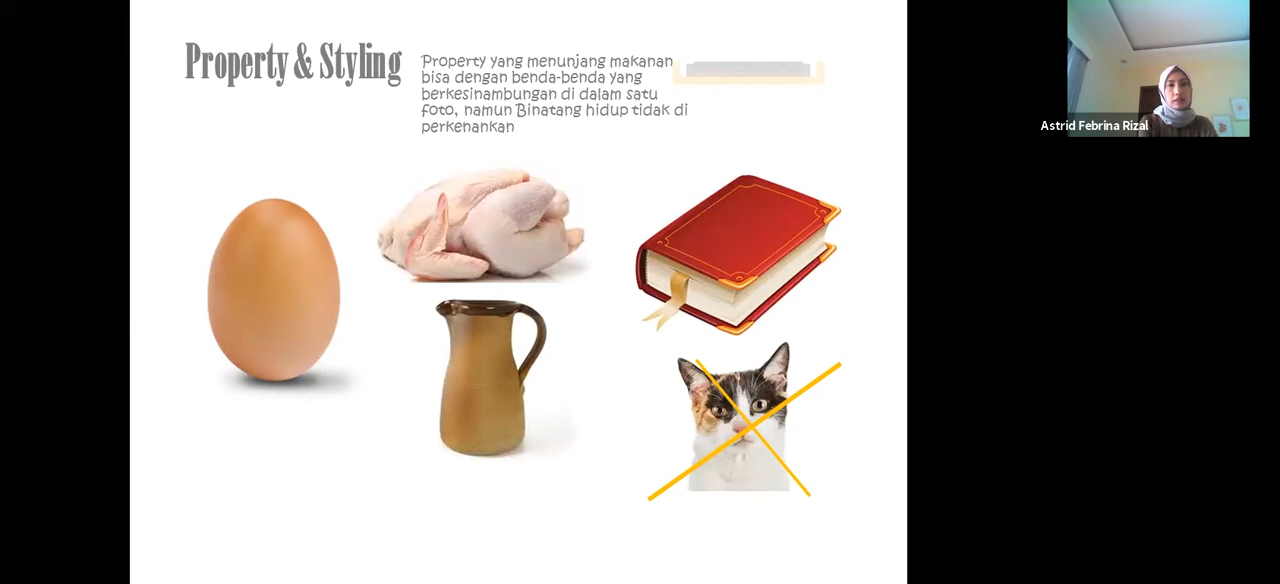 Property & Styling
Property yang menunjang makanan
bisa dengan benda-benda yang
berkesinambungan di dalam satu
foto, namun Binatang hidup tidak di
perkenankan
Astrid Febrina Rizal